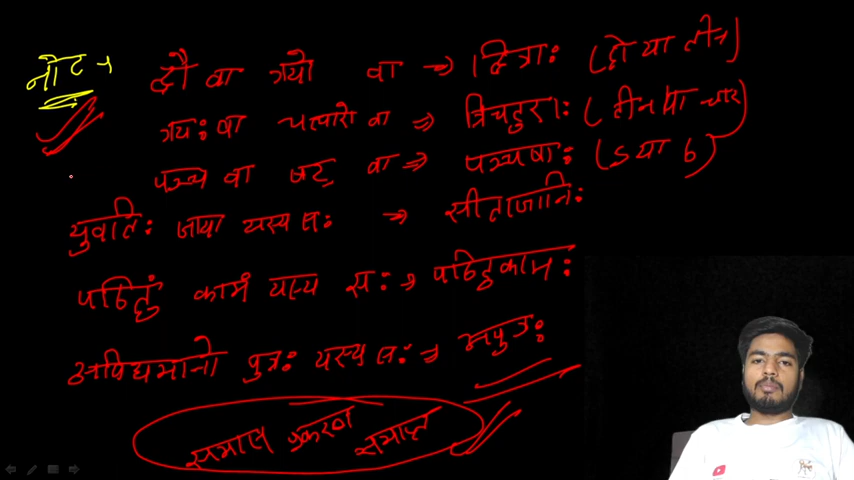 नोट →
द्वौ वा त्रयो वा → द्वित्राः (दो या तीन)
त्रयः वा चत्वारो वा ⇒ त्रिचतुराः (तीन या चार)
पञ्च वा षट् वा ⇒ पञ्चषाः (5 या 6)
युवतिः जाया यस्य सः → सीताजानिः
पठितुं कामं यस्य सः → पठितुकामः
अविद्यमानो पुत्रः यस्य सः → अपुत्रः
समास प्रकरण समाप्त